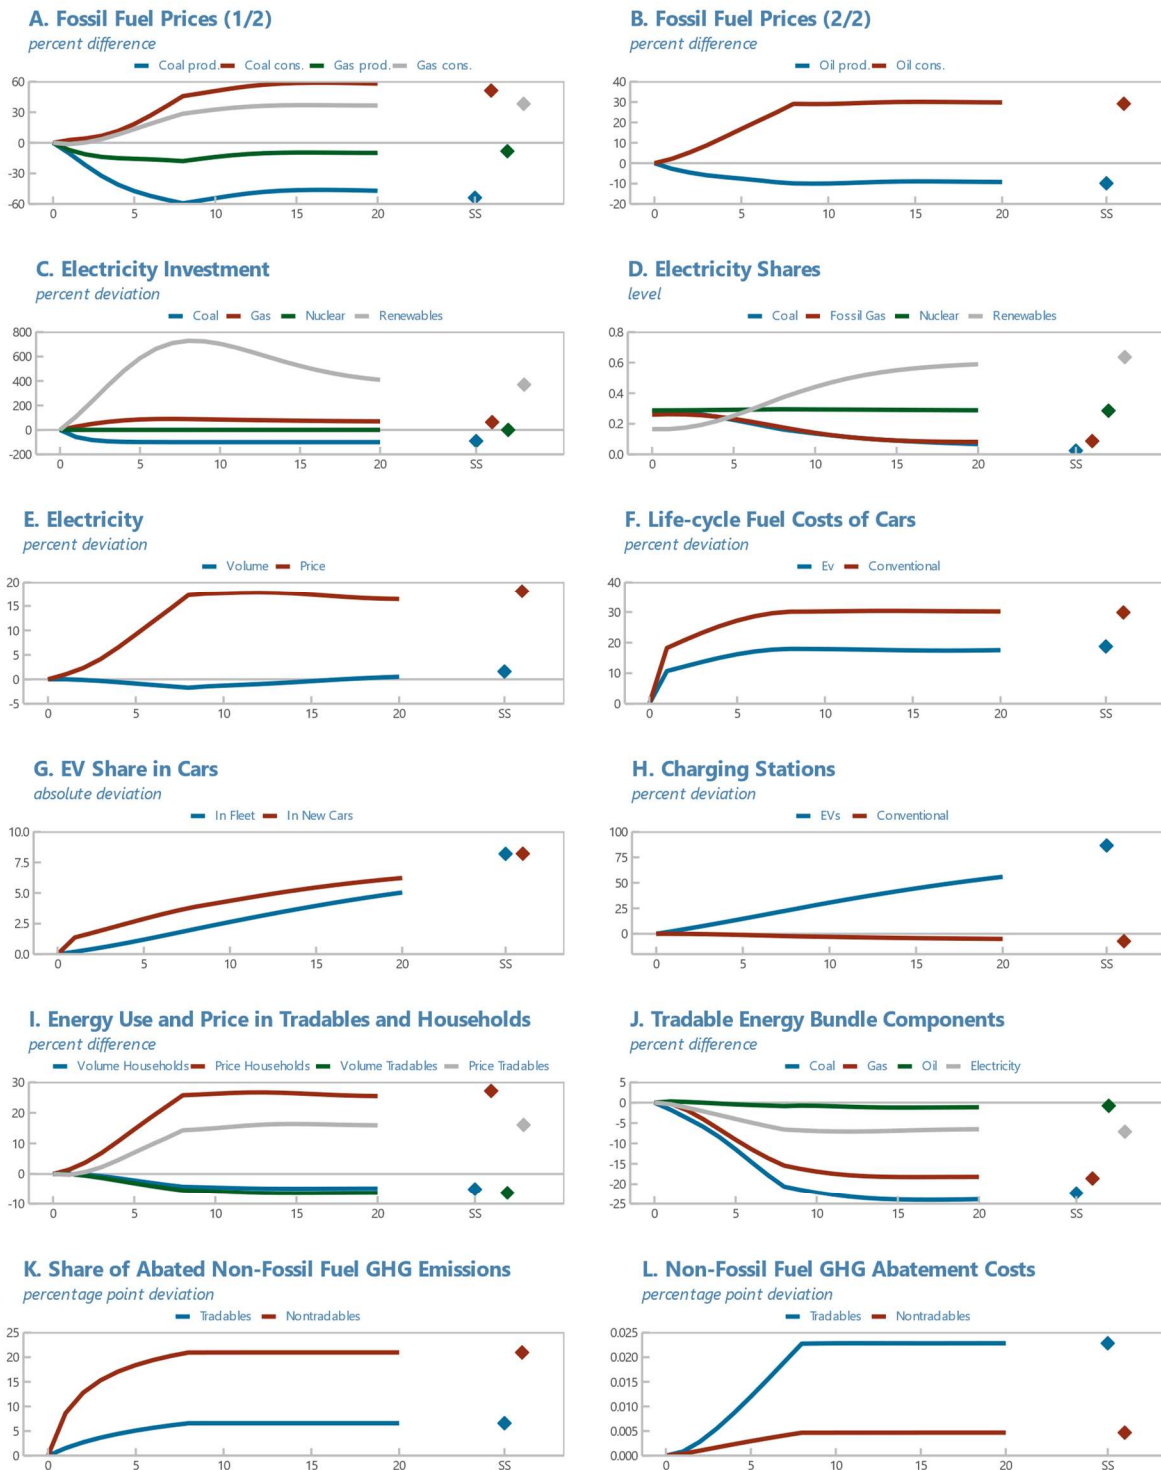 A. Fossil Fuel Prices (1/2)
percent difference
Coal prod. Coal cons. Gas prod. Gas cons.
60
30
0
-30
-60
0 5 10 15 20 SS
B. Fossil Fuel Prices (2/2)
percent difference
Oil prod. Oil cons.
40
30
20
10
0
-10
-20
0 5 10 15 20 SS
C. Electricity Investment
percent deviation
Coal Gas Nuclear Renewables
800
600
400
200
0
-200
0 5 10 15 20 SS
D. Electricity Shares
level
Coal Fossil Gas Nuclear Renewables
0.8
0.6
0.4
0.2
0.0
0 5 10 15 20 SS
E. Electricity
percent deviation
Volume Price
20
15
10
5
0
-5
0 5 10 15 20 SS
F. Life-cycle Fuel Costs of Cars
percent deviation
Ev Conventional
40
30
20
10
0
0 5 10 15 20 SS
G. EV Share in Cars
absolute deviation
In Fleet In New Cars
10.0
7.5
5.0
2.5
0.0
0 5 10 15 20 SS
H. Charging Stations
percent deviation
EVs Conventional
100
75
50
25
0
0 5 10 15 20 SS
I. Energy Use and Price in Tradables and Households
percent difference
Volume Households Price Households Volume Tradables Price Tradables
30
20
10
0
-10
0 5 10 15 20 SS
J. Tradable Energy Bundle Components
percent difference
Coal Gas Oil Electricity
5
0
-5
-10
-15
-20
-25
0 5 10 15 20 SS
K. Share of Abated Non-Fossil Fuel GHG Emissions
percentage point deviation
Tradables Nontradables
25
20
15
10
5
0
0 5 10 15 20 SS
L. Non-Fossil Fuel GHG Abatement Costs
percentage point deviation
Tradables Nontradables
0.025
0.020
0.015
0.010
0.005
0.000
0 5 10 15 20 SS